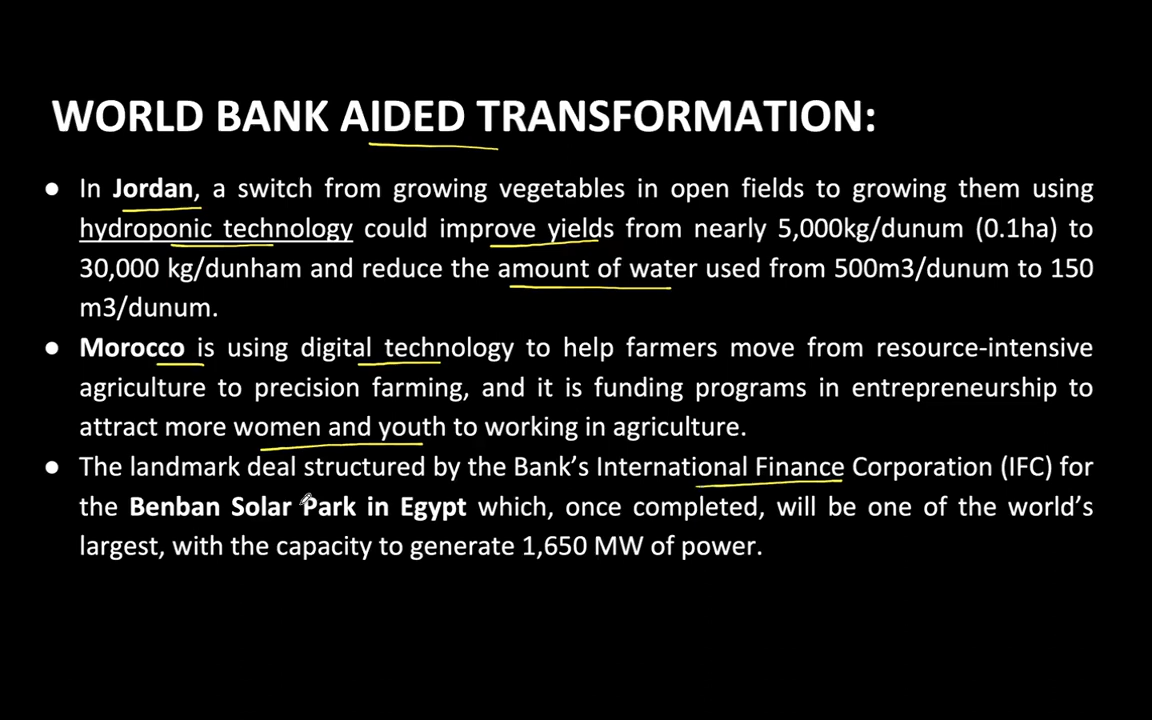 WORLD BANK AIDED TRANSFORMATION:
● In Jordan, a switch from growing vegetables in open fields to growing them using
hydroponic technology could improve yields from nearly 5,000kg/dunum (0.1ha) to
30,000 kg/dunham and reduce the amount of water used from 500m3/dunum to 150
m3/dunum.
● Morocco is using digital technology to help farmers move from resource-intensive
agriculture to precision farming, and it is funding programs in entrepreneurship to
attract more women and youth to working in agriculture.
● The landmark deal structured by the Bank’s International Finance Corporation (IFC) for
the Benban Solar Park in Egypt which, once completed, will be one of the world’s
largest, with the capacity to generate 1,650 MW of power.